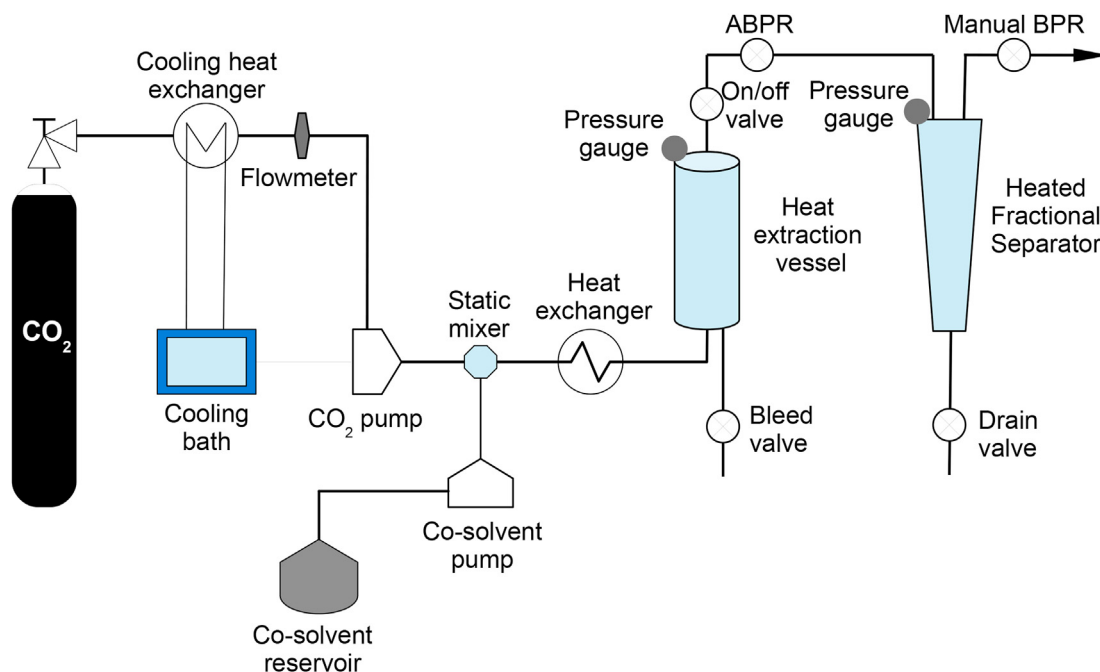 ABPR
Manual BPR
Cooling heat
exchanger
On/off
valve
Pressure
gauge
Pressure
gauge
Flowmeter
Heat
extraction
vessel
Heated
Fractional
Separator
CO₂
Static
mixer
Heat
exchanger
Cooling
bath
CO₂ pump
Bleed
valve
Drain
valve
Co-solvent
pump
Co-solvent
reservoir